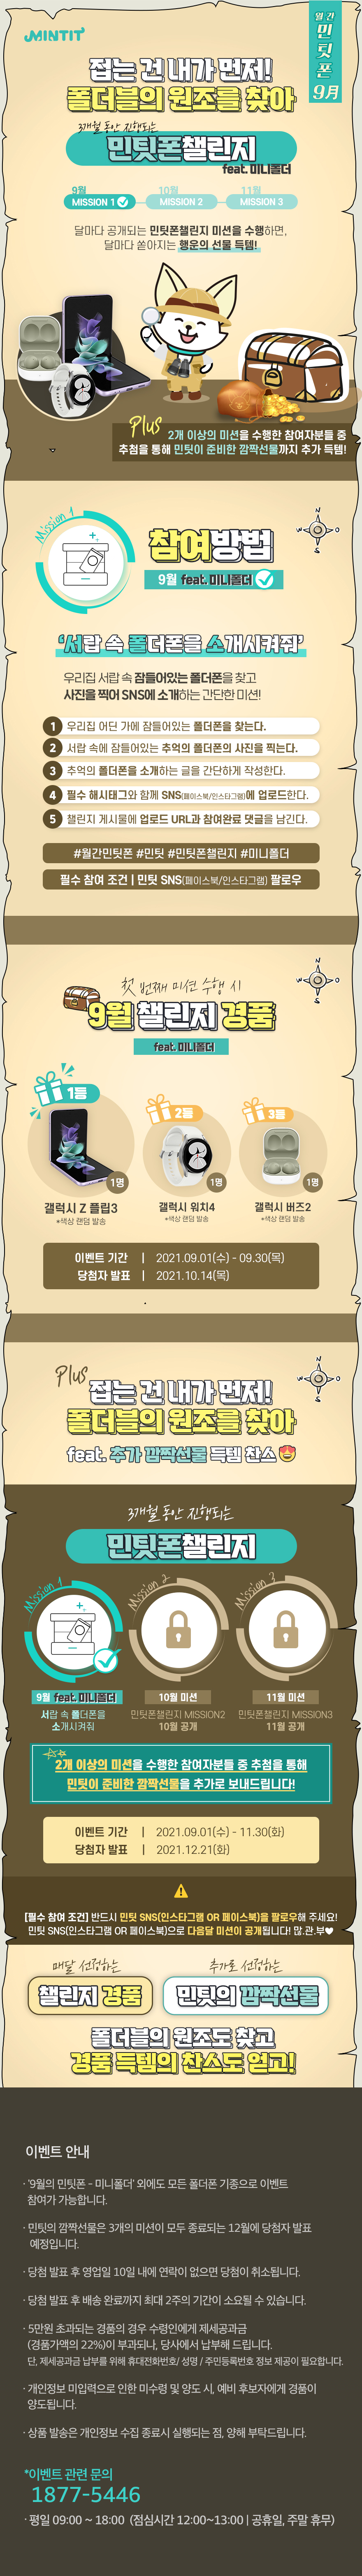 MINTIT
월간
민팃폰
9月
접는 건 내가 먼저!
폴더블의 원조를 찾아
3개월 동안 진행되는
민팃폰챌린지
feat. 미니폴더
9월
10월
11월
MISSION 1
MISSION 2
MISSION 3
달마다 공개되는 민팃폰챌린지 미션을 수행하면,
달마다 쏟아지는 행운의 선물 득템!
Plus
2개 이상의 미션을 수행한 참여자분들 중
추첨을 통해 민팃이 준비한 깜짝선물까지 추가 득템!
Mission 1
N
W
O
S
참여방법
9월 feat. 미니폴더
'서랍 속 폴더폰을 소개시켜줘'
우리집 서랍 속 잠들어있는 폴더폰을 찾고
사진을 찍어 SNS에 소개하는 간단한 미션!
1 우리집 어딘 가에 잠들어있는 폴더폰을 찾는다.
2 서랍 속에 잠들어있는 추억의 폴더폰의 사진을 찍는다.
3 추억의 폴더폰을 소개하는 글을 간단하게 작성한다.
4 필수 해시태그와 함께 SNS(페이스북/인스타그램)에 업로드한다.
5 챌린지 게시물에 업로드 URL과 참여완료 댓글을 남긴다.
#월간민팃폰 #민팃 #민팃폰챌린지 #미니폴더
필수 참여 조건 | 민팃 SNS(페이스북/인스타그램) 팔로우
첫 번째 미션 수행 시
N
W
O
S
9월 챌린지 경품
feat. 미니폴더
1등
2등
3등
1명
1명
1명
갤럭시 Z 플립3
갤럭시 워치4
갤럭시 버즈2
*색상 랜덤 발송
*색상 랜덤 발송
*색상 랜덤 발송
이벤트 기간 | 2021.09.01(수) - 09.30(목)
당첨자 발표 | 2021.10.14(목)
Plus
N
W
O
S
접는 건 내가 먼저!
폴더블의 원조를 찾아
feat. 추가 깜짝선물 득템 찬스
3개월 동안 진행되는
민팃폰챌린지
Mission 1
Mission 2
Mission 3
9월 feat. 미니폴더
10월 미션
11월 미션
서랍 속 폴더폰을
민팃폰챌린지 MISSION2
민팃폰챌린지 MISSION3
소개시켜줘
10월 공개
11월 공개
2개 이상의 미션을 수행한 참여자분들 중 추첨을 통해
민팃이 준비한 깜짝선물을 추가로 보내드립니다!
이벤트 기간 | 2021.09.01(수) - 11.30(화)
당첨자 발표 | 2021.12.21(화)
[필수 참여 조건] 반드시 민팃 SNS(인스타그램 OR 페이스북)을 팔로우해 주세요!
민팃 SNS(인스타그램 OR 페이스북)으로 다음달 미션이 공개됩니다! 많.관.부♥
매달 선정하는
추가로 선정하는
챌린지 경품
민팃의 깜짝선물
폴더블의 원조도 찾고
경품 득템의 찬스도 얻고!
이벤트 안내
· '9월의 민팃폰 - 미니폴더' 외에도 모든 폴더폰 기종으로 이벤트
참여가 가능합니다.
· 민팃의 깜짝선물은 3개의 미션이 모두 종료되는 12월에 당첨자 발표
예정입니다.
· 당첨 발표 후 영업일 10일 내에 연락이 없으면 당첨이 취소됩니다.
· 당첨 발표 후 배송 완료까지 최대 2주의 기간이 소요될 수 있습니다.
· 5만원 초과되는 경품의 경우 수령인에게 제세공과금
(경품가액의 22%)이 부과되나, 당사에서 납부해 드립니다.
단, 제세공과금 납부를 위해 휴대전화번호/ 성명 / 주민등록번호 정보 제공이 필요합니다.
· 개인정보 미입력으로 인한 미수령 및 양도 시, 예비 후보자에게 경품이
양도됩니다.
· 상품 발송은 개인정보 수집 종료시 실행되는 점, 양해 부탁드립니다.
*이벤트 관련 문의
1877-5446
· 평일 09:00 ~ 18:00 (점심시간 12:00~13:00 | 공휴일, 주말 휴무)